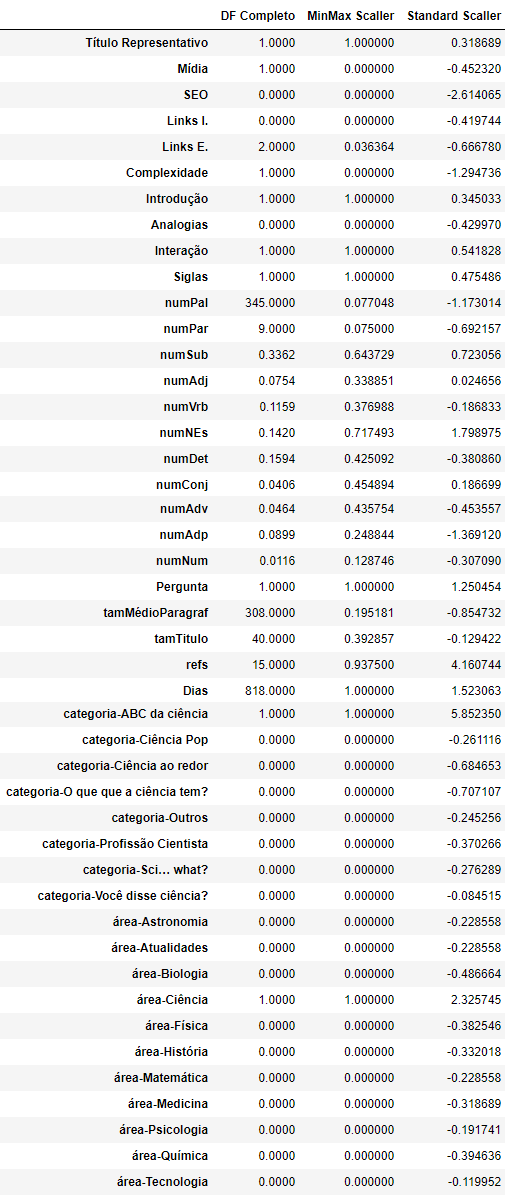 DF Completo MinMax Scaller Standard Scaller
Título Representativo 1.0000 1.000000 0.318689
Mídia 1.0000 0.000000 -0.452320
SEO 0.0000 0.000000 -2.614065
Links I. 0.0000 0.000000 -0.419744
Links E. 2.0000 0.036364 -0.666780
Complexidade 1.0000 0.000000 -1.294736
Introdução 1.0000 1.000000 0.345033
Analogias 0.0000 0.000000 -0.429970
Interação 1.0000 1.000000 0.541828
Siglas 1.0000 1.000000 0.475486
numPal 345.0000 0.077048 -1.173014
numPar 9.0000 0.075000 -0.692157
numSub 0.3362 0.643729 0.723056
numAdj 0.0754 0.338851 0.024656
numVrb 0.1159 0.376988 -0.186833
numNEs 0.1420 0.717493 1.798975
numDet 0.1594 0.425092 -0.380860
numConj 0.0406 0.454894 0.186699
numAdv 0.0464 0.435754 -0.453557
numAdp 0.0899 0.248844 -1.369120
numNum 0.0116 0.128746 -0.307090
Pergunta 1.0000 1.000000 1.250454
tamMédioParagraf 308.0000 0.195181 -0.854732
tamTitulo 40.0000 0.392857 -0.129422
refs 15.0000 0.937500 4.160744
Dias 818.0000 1.000000 1.523063
categoria-ABC da ciência 1.0000 1.000000 5.852350
categoria-Ciência Pop 0.0000 0.000000 -0.261116
categoria-Ciência ao redor 0.0000 0.000000 -0.684653
categoria-O que que a ciência tem? 0.0000 0.000000 -0.707107
categoria-Outros 0.0000 0.000000 -0.245256
categoria-Profissão Cientista 0.0000 0.000000 -0.370266
categoria-Sci... what? 0.0000 0.000000 -0.276289
categoria-Você disse ciência? 0.0000 0.000000 -0.084515
área-Astronomia 0.0000 0.000000 -0.228558
área-Atualidades 0.0000 0.000000 -0.228558
área-Biologia 0.0000 0.000000 -0.486664
área-Ciência 1.0000 1.000000 2.325745
área-Física 0.0000 0.000000 -0.382546
área-História 0.0000 0.000000 -0.332018
área-Matemática 0.0000 0.000000 -0.228558
área-Medicina 0.0000 0.000000 -0.318689
área-Psicologia 0.0000 0.000000 -0.191741
área-Química 0.0000 0.000000 -0.394636
área-Tecnologia 0.0000 0.000000 -0.119952